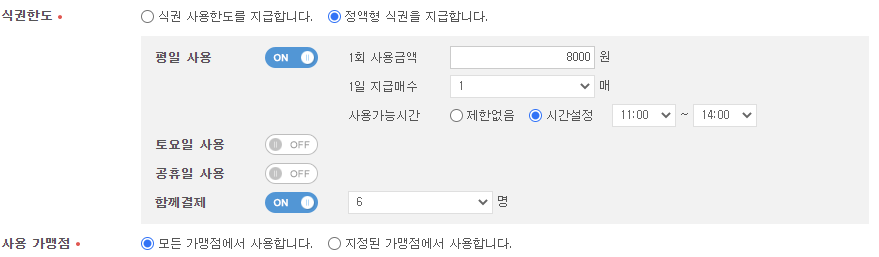 식권한도 • 식권 사용한도를 지급합니다. 정액형 식권을 지급합니다.
평일 사용 ON 1회 사용금액 8000 원
1일 지급매수 1 매
사용가능시간 제한없음 시간설정 11:00 ~ 14:00
토요일 사용 OFF
공휴일 사용 OFF
함께결제 ON 6 명
사용 가맹점 • 모든 가맹점에서 사용합니다. 지정된 가맹점에서 사용합니다.